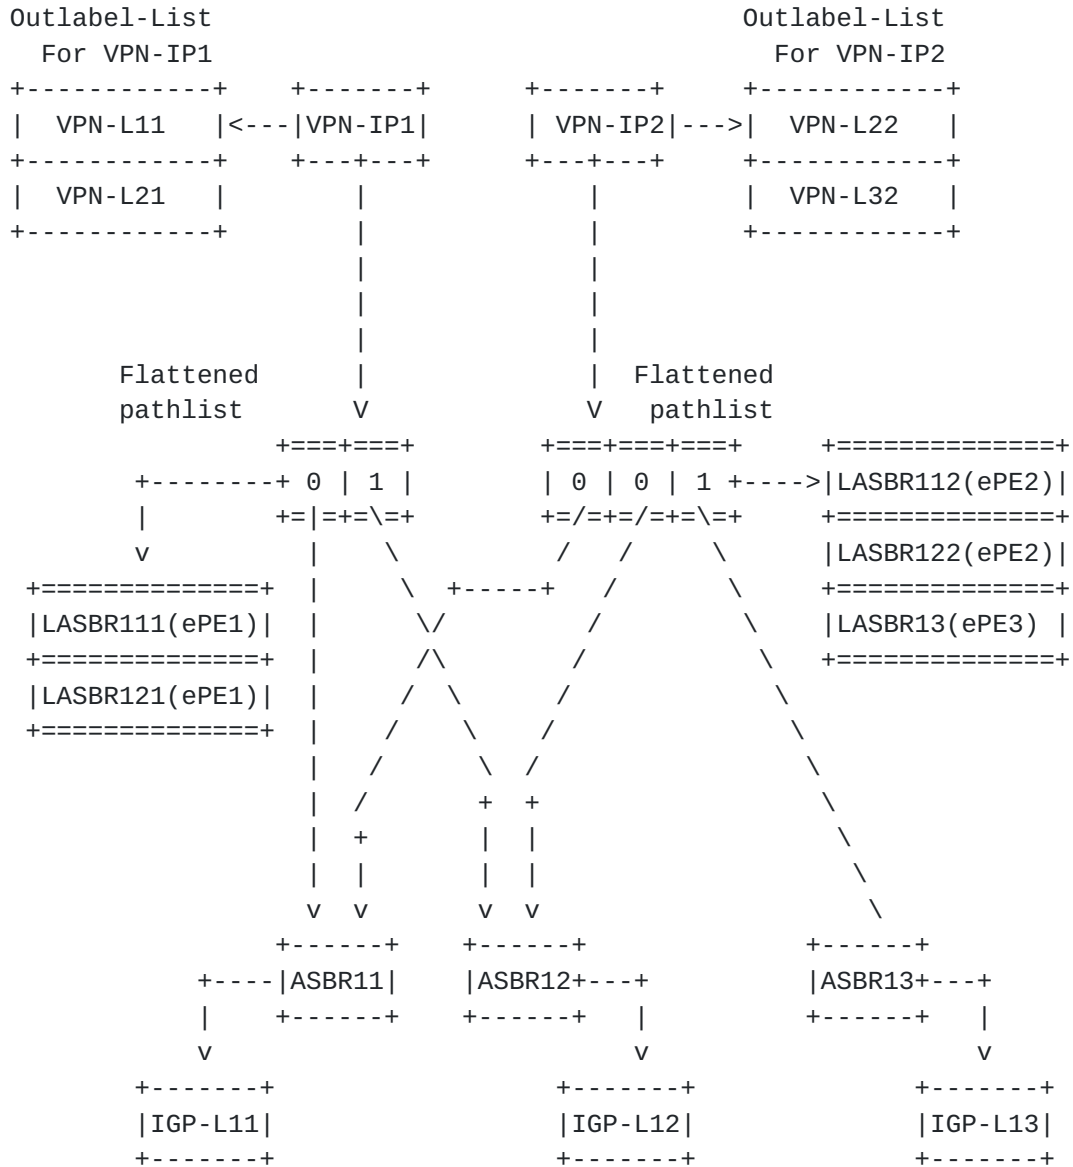 Outlabel-List                                  Outlabel-List
  For VPN-IP1                                    For VPN-IP2
+------------+    +-------+      +-------+     +------------+
|  VPN-L11   |<---|VPN-IP1|      | VPN-IP2|--->|  VPN-L22   |
+------------+    +---+---+      +---+---+     +------------+
|  VPN-L21   |        |              |         |  VPN-L32   |
+------------+        |              |         +------------+
                      |              |
                      |              |
                      |              |
       Flattened      |              |  Flattened
       pathlist       V              V   pathlist
                 +===+===+        +===+===+===+     +==============+
        +--------+ 0 | 1 |        | 0 | 0 | 1 +---->|LASBR112(ePE2)|
        |        +=|=+=\=+        +=/=+=/=+=\=+     +==============+
        v          |    \          /   /     \      |LASBR122(ePE2)|
 +==============+  |     \  +-----+   /       \     +==============+
 |LASBR111(ePE1)|  |      \/         /         \    |LASBR13(ePE3) |
 +==============+  |      /\        /           \   +==============+
 |LASBR121(ePE1)|  |     /  \      /             \
 +==============+  |    /    \    /               \
                   |   /      \  /                 \
                   |  /       +  +                  \
                   |  +       |  |                   \
                   |  |       |  |                    \
                   v  v       v  v                     \
                 +------+    +------+              +------+
            +----|ASBR11|    |ASBR12+---+          |ASBR13+---+
            |    +------+    +------+   |          +------+   |
            v                           v                     v
        +-------+                  +-------+              +-------+
        |IGP-L11|                  |IGP-L12|              |IGP-L13|
        +-------+                  +-------+              +-------+